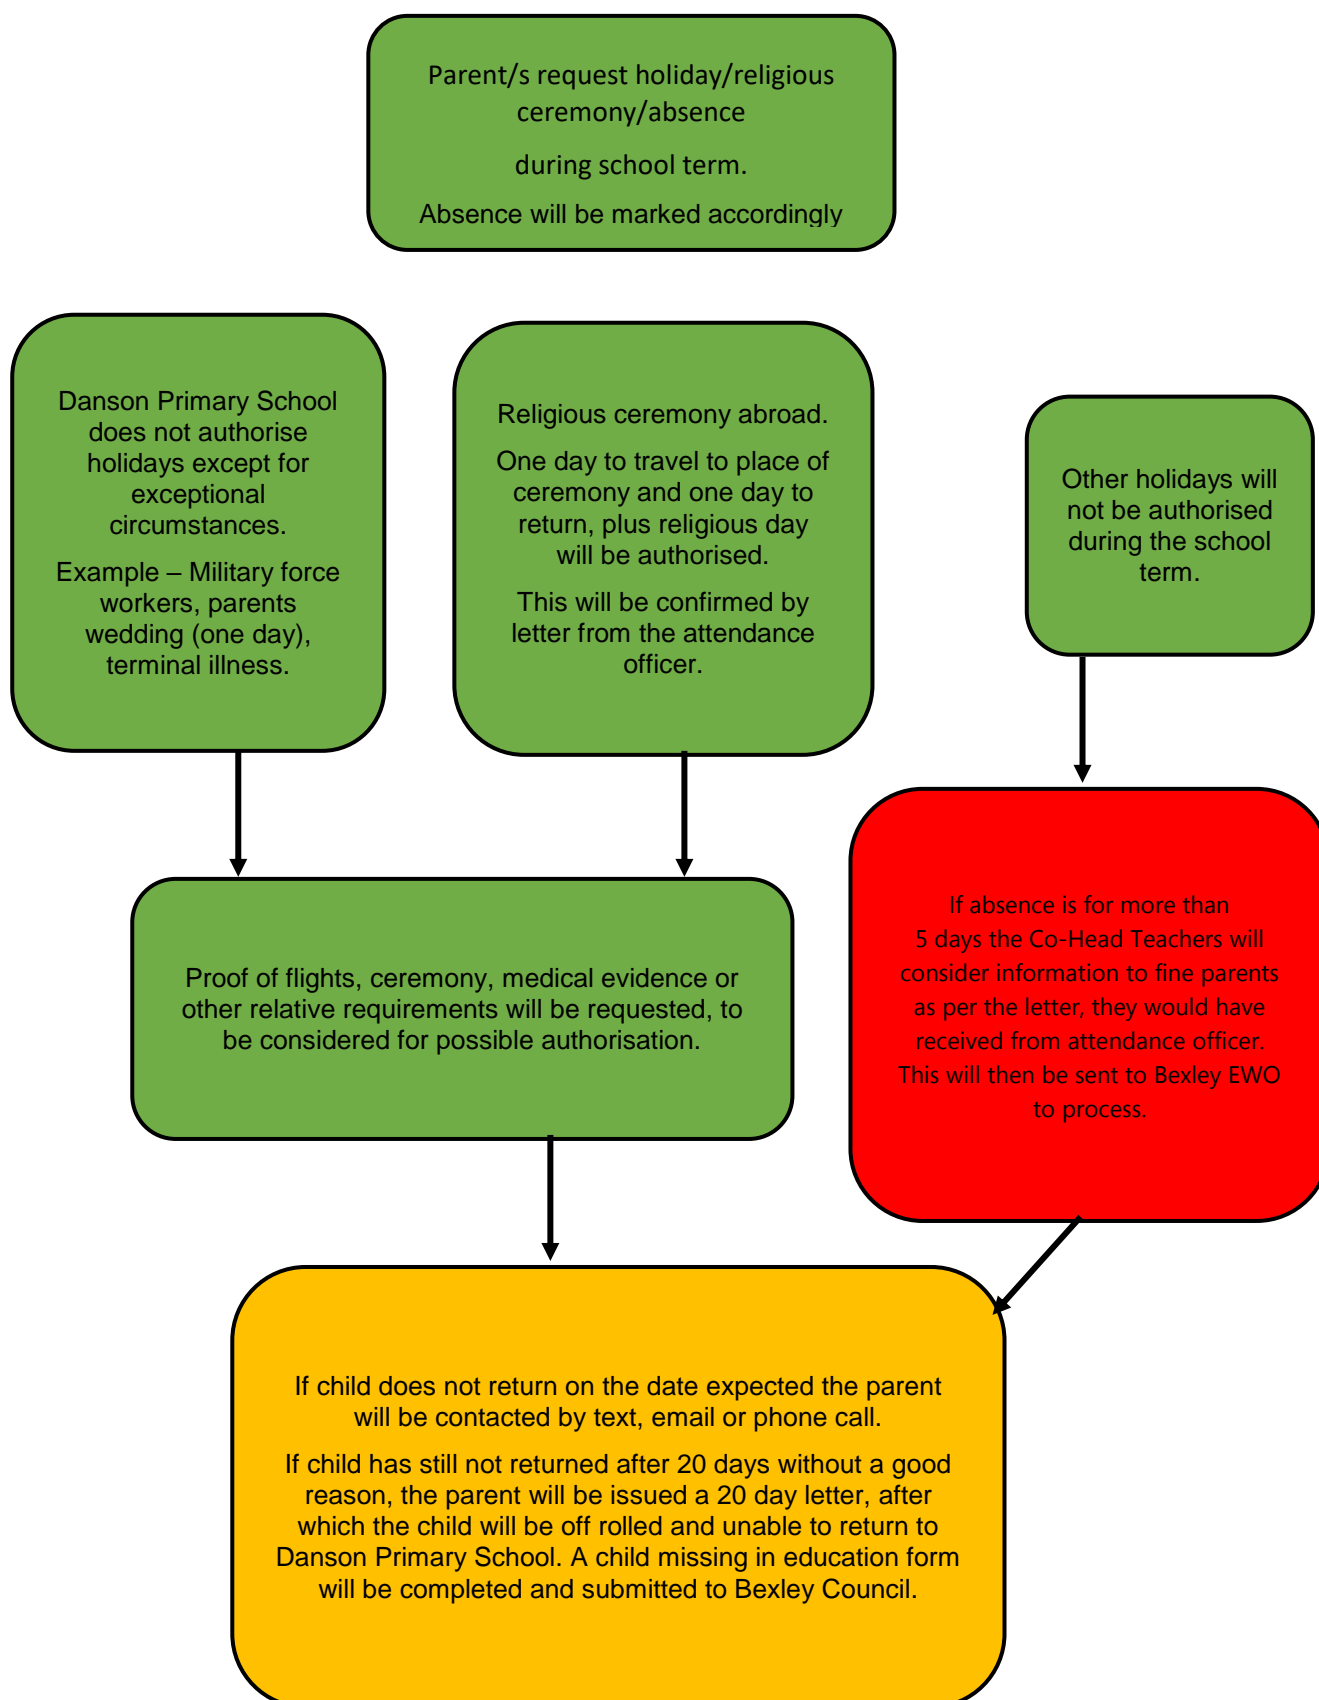 Parent/s request holiday/religious
ceremony/absence
during school term.
Absence will be marked accordingly
Danson Primary School
does not authorise
holidays except for
exceptional
circumstances.
Example – Military force
workers, parents
wedding (one day),
terminal illness.
Religious ceremony abroad.
One day to travel to place of
ceremony and one day to
return, plus religious day
will be authorised.
This will be confirmed by
letter from the attendance
officer.
Other holidays will
not be authorised
during the school
term.
Proof of flights, ceremony, medical evidence or
other relative requirements will be requested, to
be considered for possible authorisation.
If absence is for more than
5 days the Co-Head Teachers will
consider information to fine parents
as per the letter, they would have
received from attendance officer.
This will then be sent to Bexley EWO
to process.
If child does not return on the date expected the parent
will be contacted by text, email or phone call.
If child has still not returned after 20 days without a good
reason, the parent will be issued a 20 day letter, after
which the child will be off rolled and unable to return to
Danson Primary School. A child missing in education form
will be completed and submitted to Bexley Council.